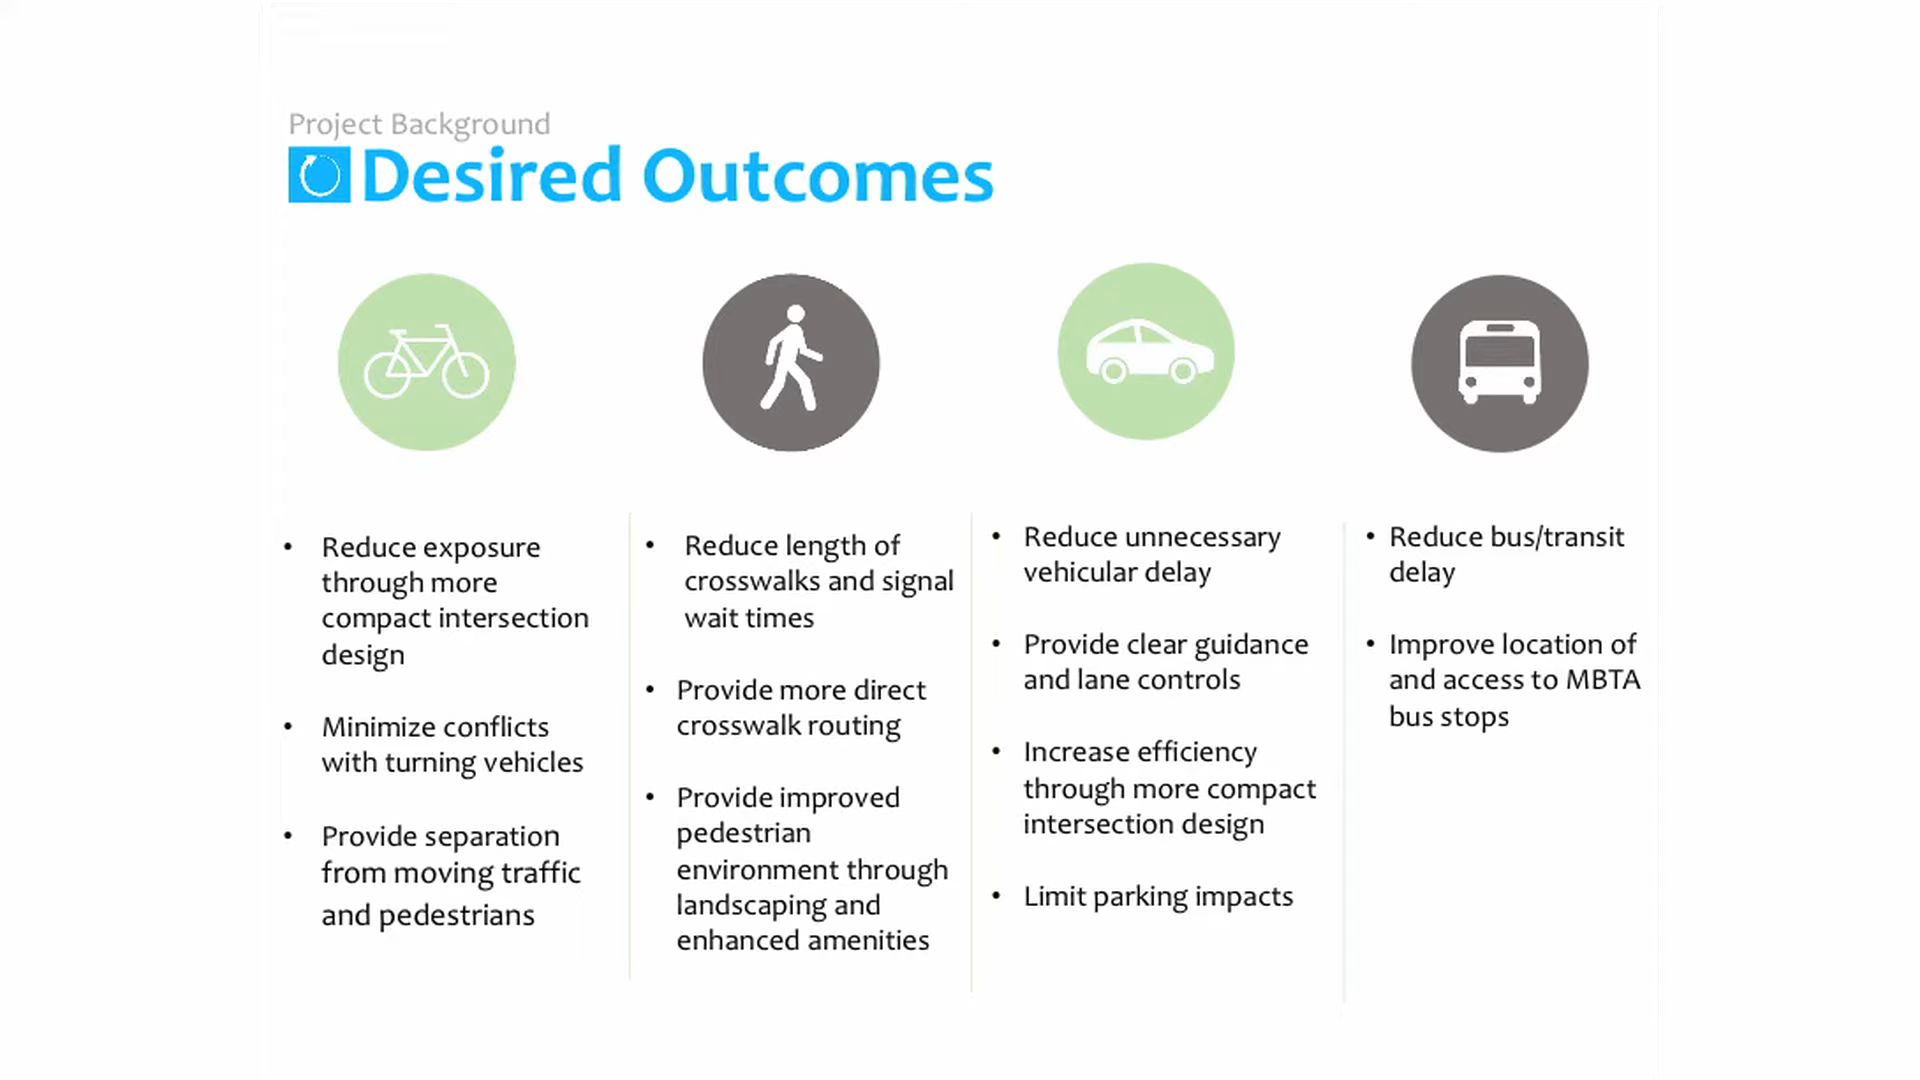 Project Background
Desired Outcomes
• Reduce exposure
through more
compact intersection
design
• Minimize conflicts
with turning vehicles
• Provide separation
from moving traffic
and pedestrians
• Reduce length of
crosswalks and signal
wait times
• Provide more direct
crosswalk routing
• Provide improved
pedestrian
environment through
landscaping and
enhanced amenities
• Reduce unnecessary
vehicular delay
• Provide clear guidance
and lane controls
• Increase efficiency
through more compact
intersection design
• Limit parking impacts
• Reduce bus/transit
delay
• Improve location of
and access to MBTA
bus stops